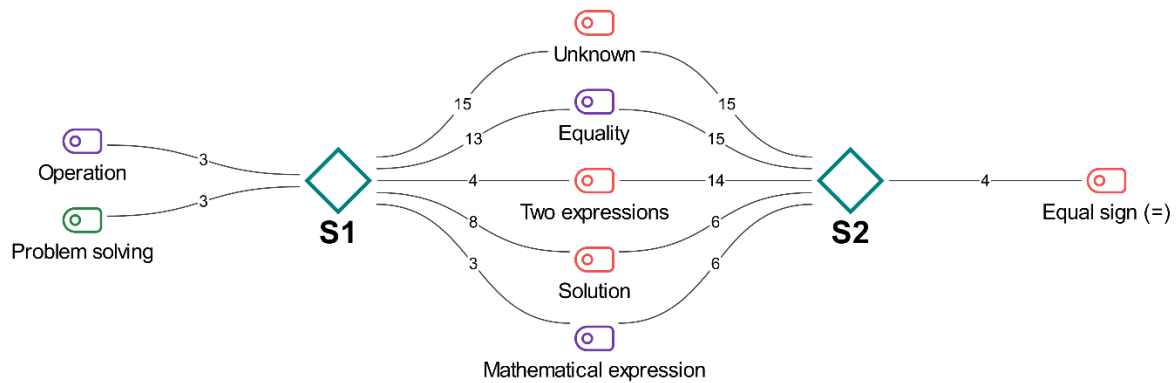 Unknown
15
15
Equality
13
15
Operation
3
Two expressions
4
14
S1
S2
4
Equal sign (=)
Problem solving
3
Solution
8
6
Mathematical expression
3
6